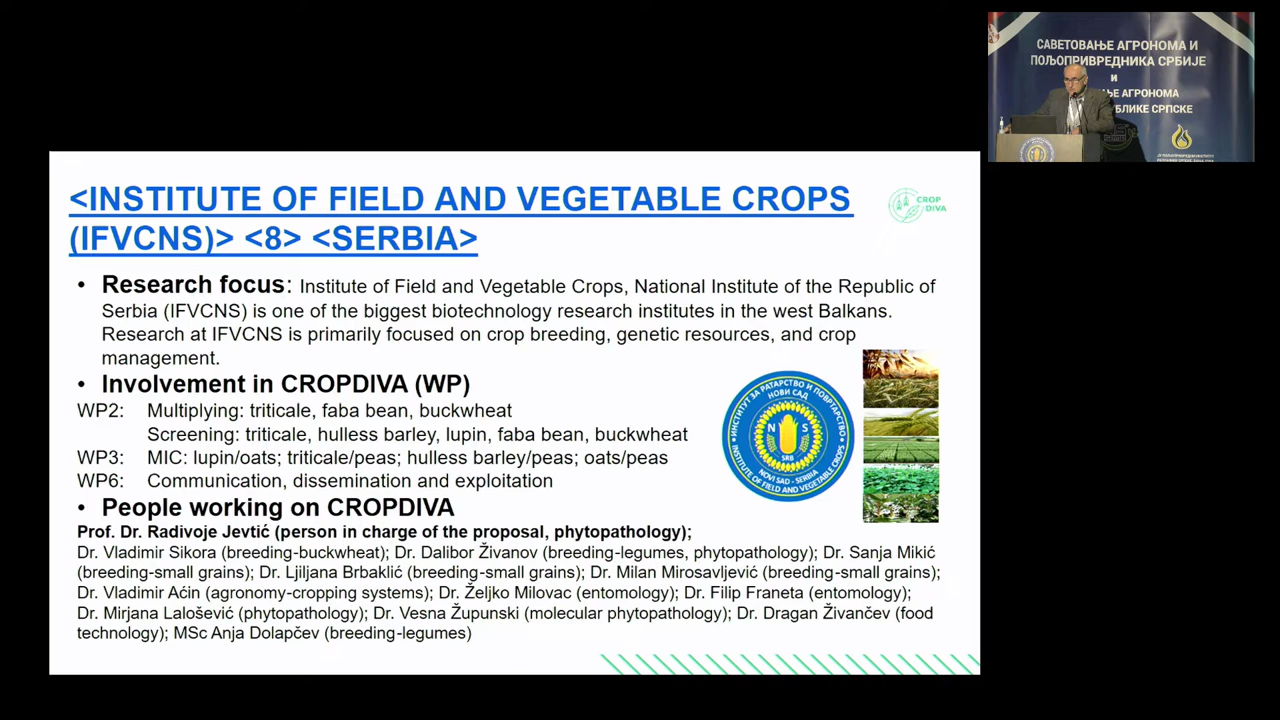 САВЕТОВАЊЕ АГРОНОМА И
ПОЉОПРИВРЕДНИКА СРБИЈЕ
И
ЊЕ АГРОНОМА
БЛИКЕ СРПСКЕ
<INSTITUTE OF FIELD AND VEGETABLE CROPS
(IFVCNS)> <8> <SERBIA>
CROP
DIVA
• Research focus: Institute of Field and Vegetable Crops, National Institute of the Republic of
Serbia (IFVCNS) is one of the biggest biotechnology research institutes in the west Balkans.
Research at IFVCNS is primarily focused on crop breeding, genetic resources, and crop
management.
• Involvement in CROPDIVA (WP)
WP2: Multiplying: triticale, faba bean, buckwheat
Screening: triticale, hulless barley, lupin, faba bean, buckwheat
WP3: MIC: lupin/oats; triticale/peas; hulless barley/peas; oats/peas
WP6: Communication, dissemination and exploitation
ИНСТИТУТ ЗА РАТАРСТВО И ПОВРТАРСТВО
НОВИ САД
N S
SRB
NOVI SAD - SERBIA
INSTITUTE OF FIELD AND VEGETABLE CROPS
• People working on CROPDIVA
Prof. Dr. Radivoje Jevtić (person in charge of the proposal, phytopathology);
Dr. Vladimir Sikora (breeding-buckwheat); Dr. Dalibor Živanov (breeding-legumes, phytopathology); Dr. Sanja Mikić
(breeding-small grains); Dr. Ljiljana Brbaklić (breeding-small grains); Dr. Milan Mirosavljević (breeding-small grains);
Dr. Vladimir Aćin (agronomy-cropping systems); Dr. Željko Milovac (entomology); Dr. Filip Franeta (entomology);
Dr. Mirjana Lalošević (phytopathology); Dr. Vesna Župunski (molecular phytopathology); Dr. Dragan Živančev (food
technology); MSc Anja Dolapčev (breeding-legumes)